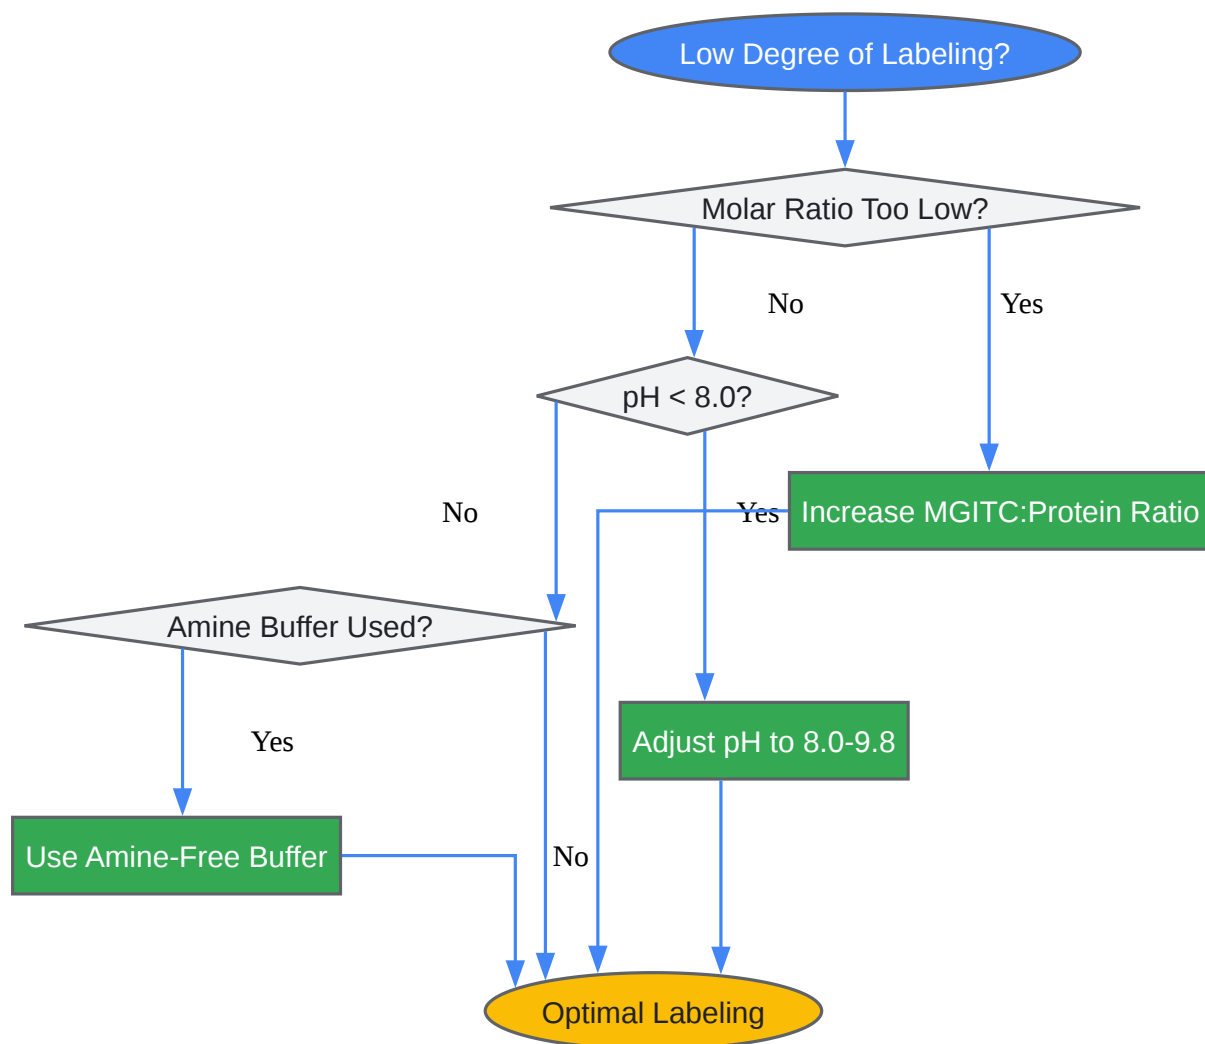 Low Degree of Labeling?
Molar Ratio Too Low?
No
Yes
pH < 8.0?
No
Yes
Increase MGITC:Protein Ratio
Amine Buffer Used?
Yes
Adjust pH to 8.0-9.8
Use Amine-Free Buffer
No
Optimal Labeling